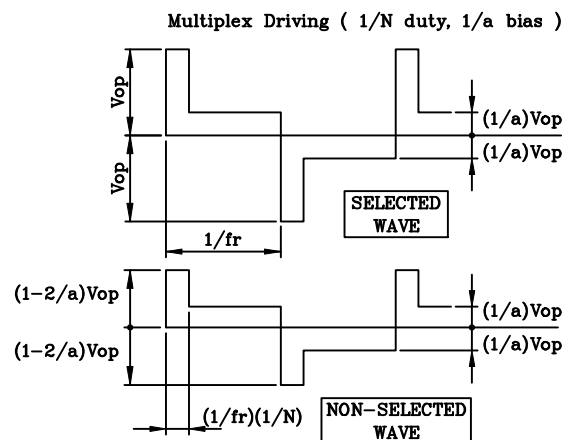 Multiplex Driving ( 1/N duty, 1/a bias )
Vop
Vop
(1/a)Vop
(1/a)Vop
SELECTED
WAVE
1/fr
(1-2/a)Vop
(1-2/a)Vop
(1/a)Vop
(1/a)Vop
(1/fr)(1/N)
NON-SELECTED
WAVE